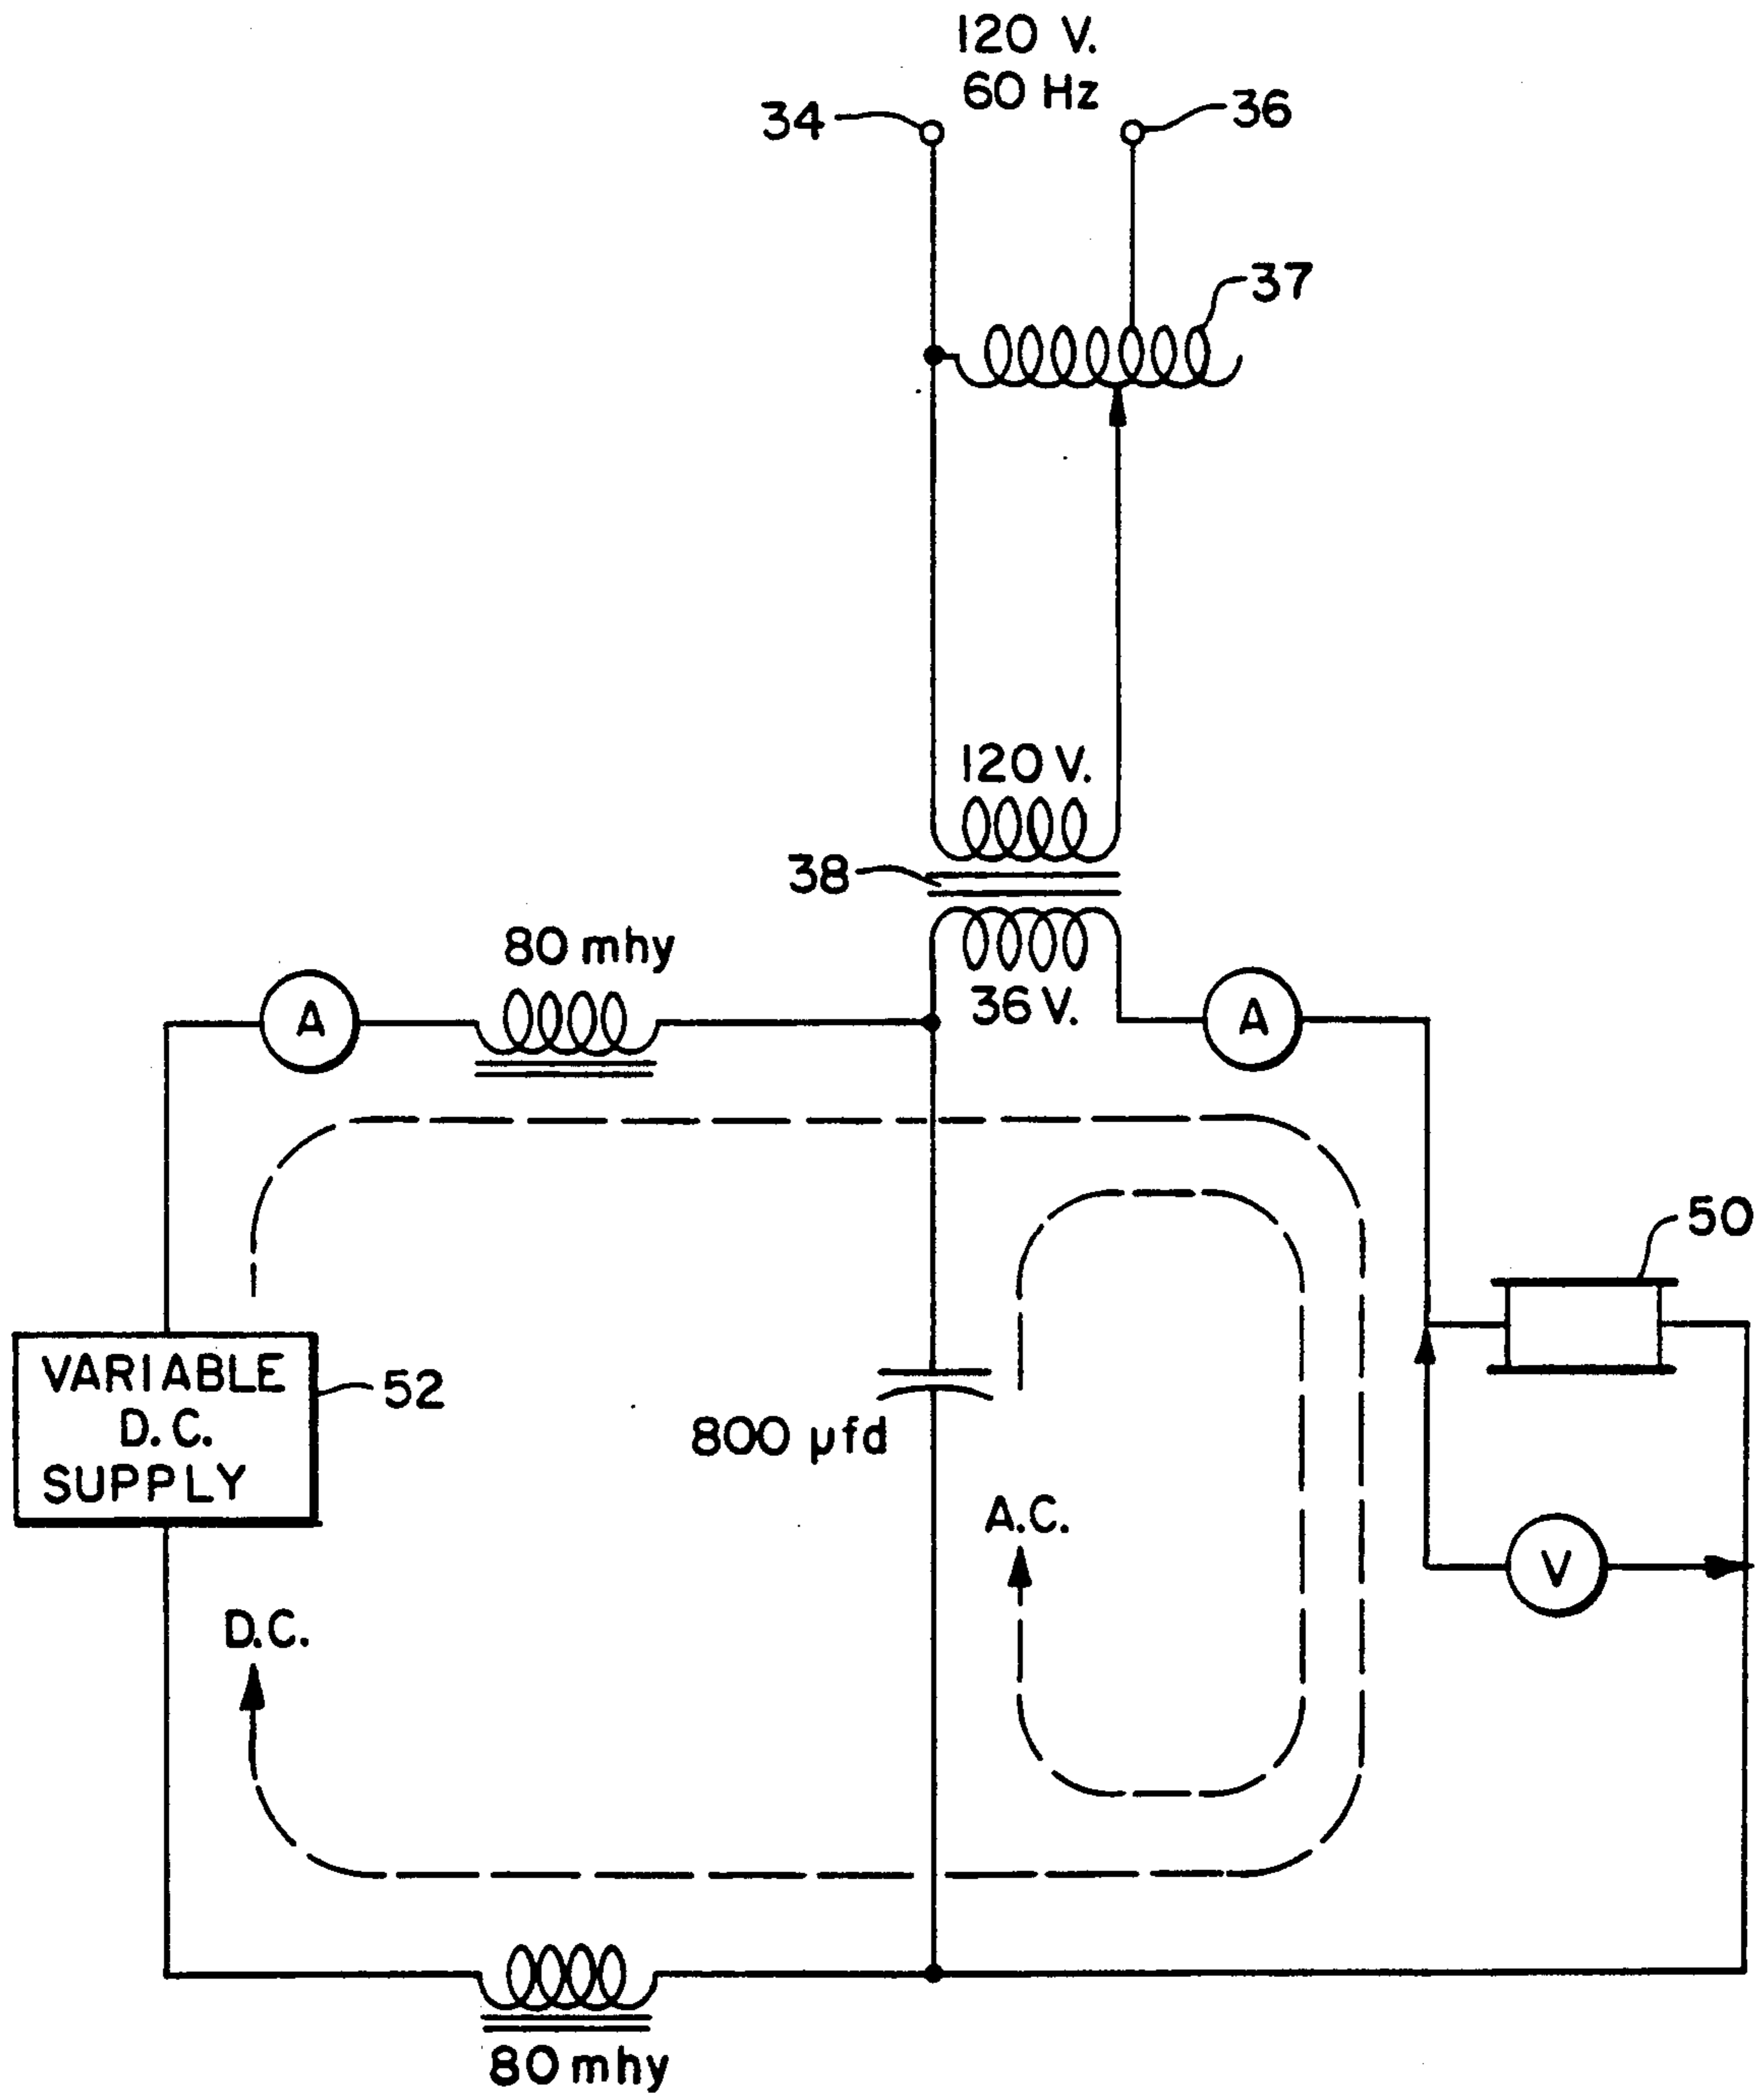 120 V.
60 Hz
34
36
37
120 V.
38
80 mhy
36 V.
A
A
50
VARIABLE
D.C.
SUPPLY
52
800 µfd
A.C.
V
D.C.
80 mhy